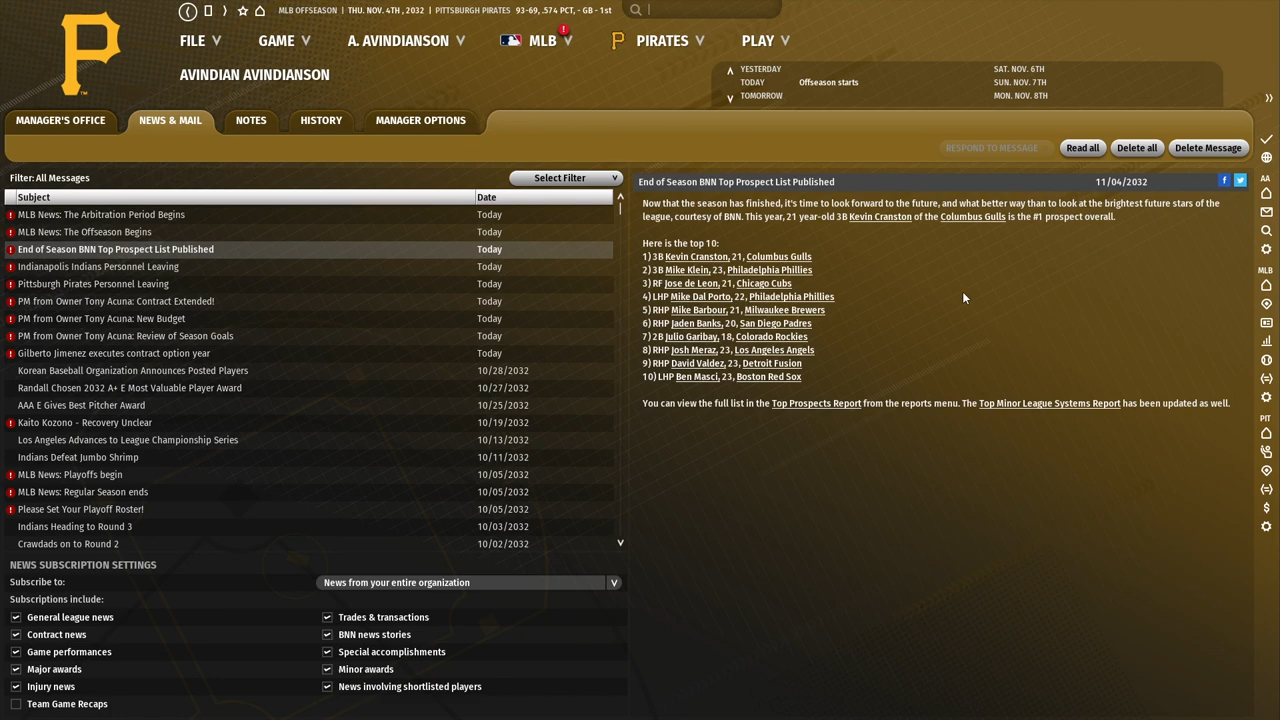 MLB OFFSEASON | THU. NOV. 4TH , 2032 | PITTSBURGH PIRATES 93-69, .574 PCT, - GB - 1st
P
TM
FILE GAME A. AVINDIANSON MLB ! P PIRATES PLAY
AVINDIAN AVINDIANSON
YESTERDAY SAT. NOV. 6TH
TODAY Offseason starts SUN. NOV. 7TH
TOMORROW MON. NOV. 8TH
MANAGER'S OFFICE NEWS & MAIL NOTES HISTORY MANAGER OPTIONS
RESPOND TO MESSAGE Read all Delete all Delete Message
Filter: All Messages Select Filter
Subject Date
! MLB News: The Arbitration Period Begins Today
! MLB News: The Offseason Begins Today
! End of Season BNN Top Prospect List Published Today
! Indianapolis Indians Personnel Leaving Today
! Pittsburgh Pirates Personnel Leaving Today
! PM from Owner Tony Acuna: Contract Extended! Today
! PM from Owner Tony Acuna: New Budget Today
! PM from Owner Tony Acuna: Review of Season Goals Today
! Gilberto Jimenez executes contract option year Today
Korean Baseball Organization Announces Posted Players 10/28/2032
Randall Chosen 2032 A+ E Most Valuable Player Award 10/27/2032
AAA E Gives Best Pitcher Award 10/25/2032
! Kaito Kozono - Recovery Unclear 10/19/2032
Los Angeles Advances to League Championship Series 10/13/2032
Indians Defeat Jumbo Shrimp 10/11/2032
! MLB News: Playoffs begin 10/05/2032
! MLB News: Regular Season ends 10/05/2032
! Please Set Your Playoff Roster! 10/05/2032
Indians Heading to Round 3 10/03/2032
Crawdads on to Round 2 10/02/2032
NEWS SUBSCRIPTION SETTINGS
Subscribe to: News from your entire organization
Subscriptions include:
General league news Trades & transactions
Contract news BNN news stories
Game performances Special accomplishments
Major awards Minor awards
Injury news News involving shortlisted players
Team Game Recaps
End of Season BNN Top Prospect List Published 11/04/2032
Now that the season has finished, it's time to look forward to the future, and what better way than to look at the brightest future stars of the
league, courtesy of BNN. This year, 21 year-old 3B Kevin Cranston of the Columbus Gulls is the #1 prospect overall.
Here is the top 10:
1) 3B Kevin Cranston, 21, Columbus Gulls
2) 3B Mike Klein, 23, Philadelphia Phillies
3) RF Jose de Leon, 21, Chicago Cubs
4) LHP Mike Dal Porto, 22, Philadelphia Phillies
5) RHP Mike Barbour, 21, Milwaukee Brewers
6) RHP Jaden Banks, 20, San Diego Padres
7) 2B Julio Garibay, 18, Colorado Rockies
8) RHP Josh Meraz, 23, Los Angeles Angels
9) RHP David Valdez, 23, Detroit Fusion
10) LHP Ben Masci, 23, Boston Red Sox
You can view the full list in the Top Prospects Report from the reports menu. The Top Minor League Systems Report has been updated as well.
AA
MLB
PIT